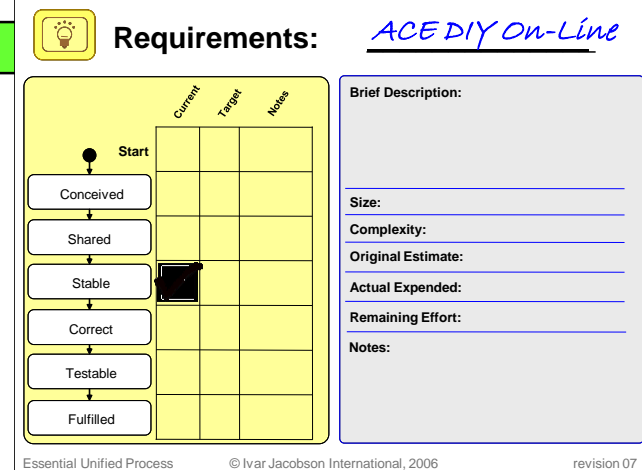 Requirements: ACE DIY On-Line
Current Target Notes
Start
Conceived
Shared
Stable
Correct
Testable
Fulfilled
Brief Description:
Size:
Complexity:
Original Estimate:
Actual Expended:
Remaining Effort:
Notes:
Essential Unified Process © Ivar Jacobson International, 2006 revision 07